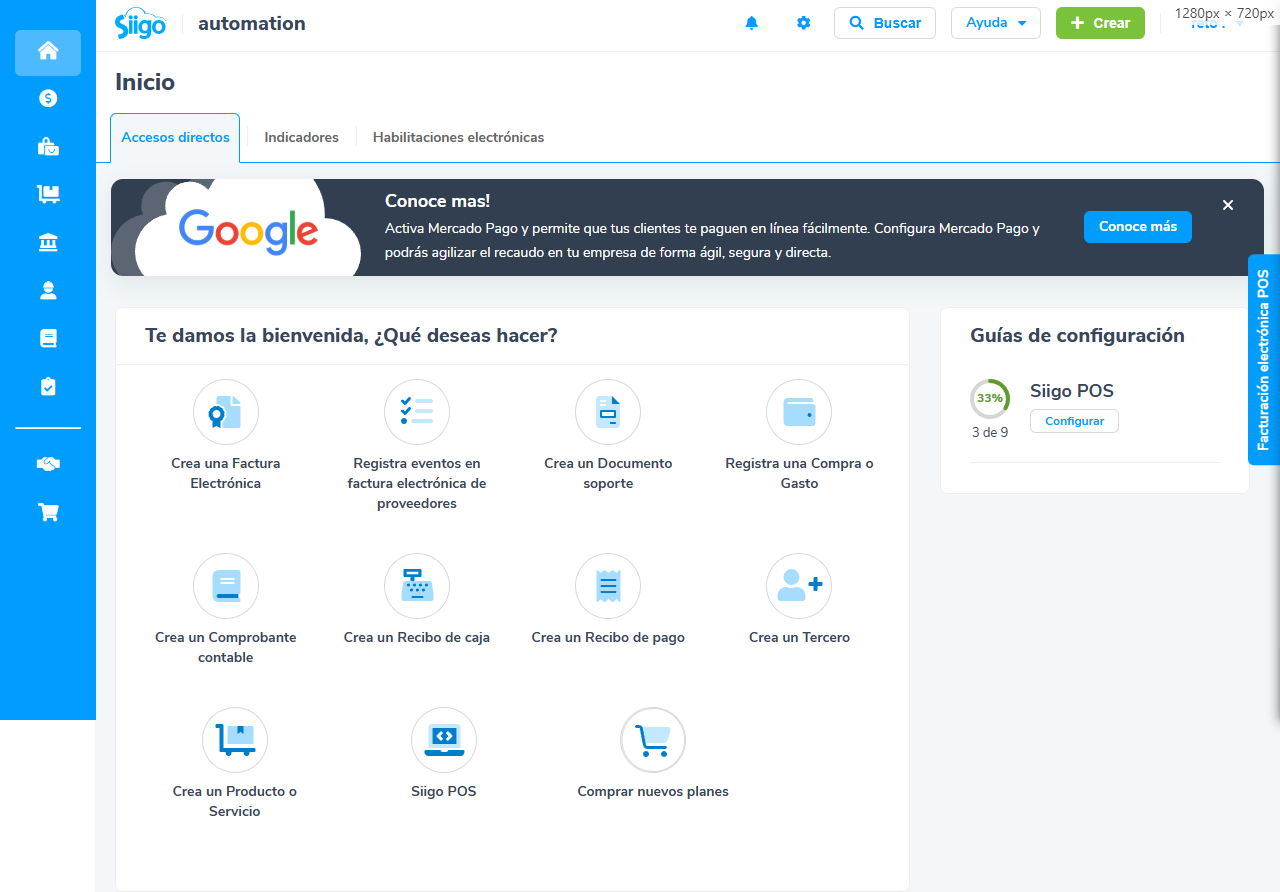 Siigo
automation
Buscar
Ayuda
Crear
1280px × 720px
Inicio
Accesos directos
Indicadores
Habilitaciones electrónicas
Google
Conoce mas!
Activa Mercado Pago y permite que tus clientes te paguen en línea fácilmente. Configura Mercado Pago y
podrás agilizar el recaudo en tu empresa de forma ágil, segura y directa.
Conoce más
Facturación electrónica POS
Te damos la bienvenida, ¿Qué deseas hacer?
Crea una Factura
Electrónica
Registra eventos en
factura electrónica de
proveedores
Crea un Documento
soporte
Registra una Compra o
Gasto
Crea un Comprobante
contable
Crea un Recibo de caja
Crea un Recibo de pago
Crea un Tercero
Crea un Producto o
Servicio
Siigo POS
Comprar nuevos planes
Guías de configuración
33%
3 de 9
Siigo POS
Configurar